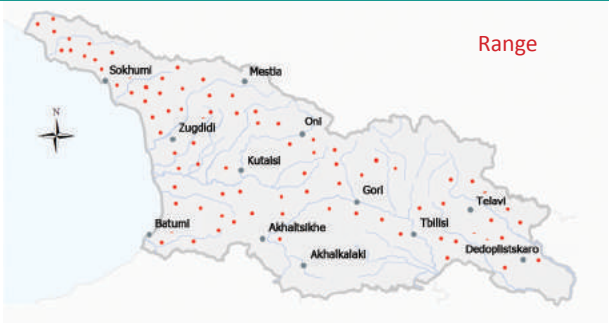 Range
Sokhumi
Mestia
N
Zugdidi
Oni
Kutaisi
Gori
Telavi
Batumi
Akhaltsikhe
Tbilisi
Dedoplistskaro
Akhalkalaki